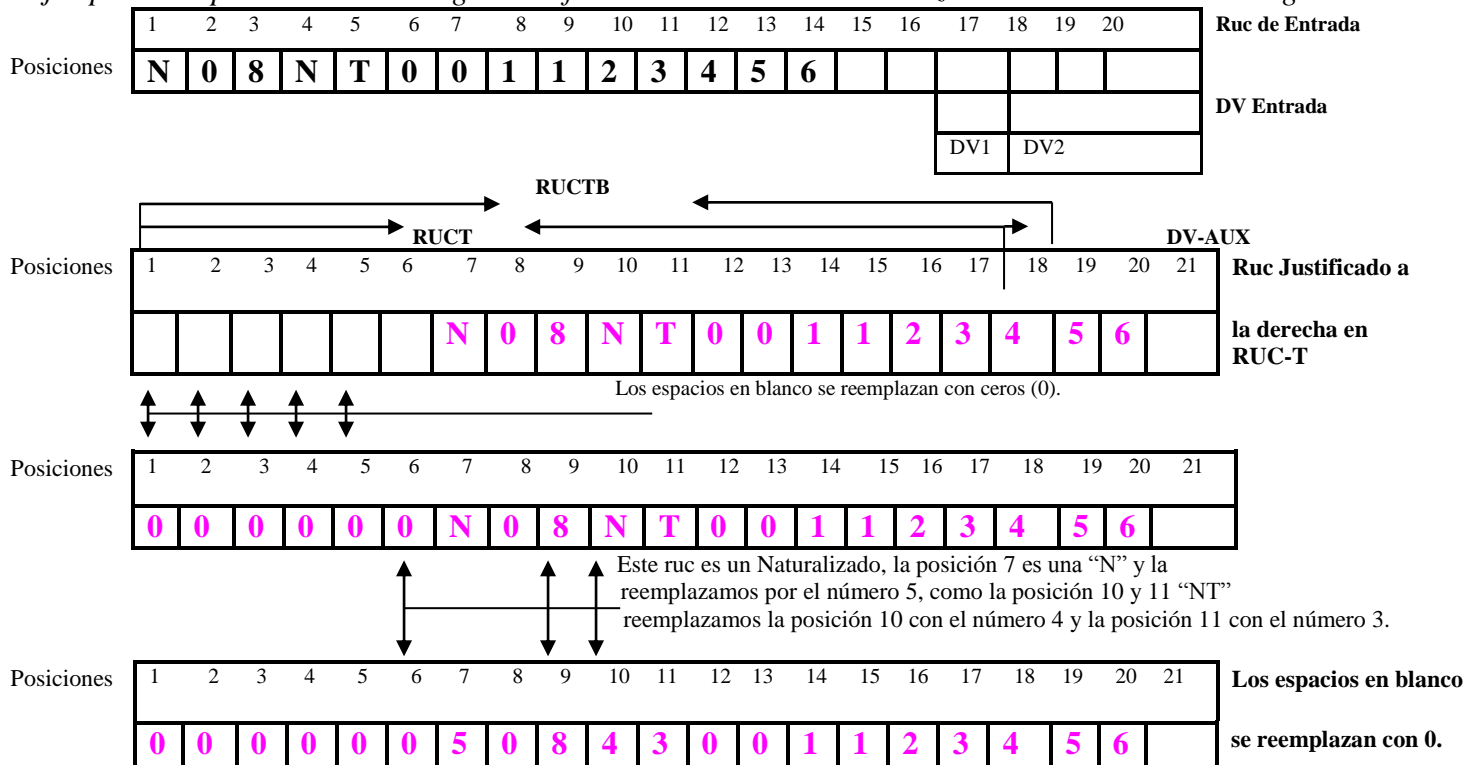 1 2 3 4 5 6 7 8 9 10 11 12 13 14 15 16 17 18 19 20 Ruc de Entrada
Posiciones N 0 8 N T 0 0 1 1 2 3 4 5 6
DV Entrada
DV1 DV2
RUCTB
RUCT DV-AUX
Posiciones 1 2 3 4 5 6 7 8 9 10 11 12 13 14 15 16 17 18 19 20 21 Ruc Justificado a
N 0 8 N T 0 0 1 1 2 3 4 5 6 la derecha en
RUC-T
Los espacios en blanco se reemplazan con ceros (0).
Posiciones 1 2 3 4 5 6 7 8 9 10 11 12 13 14 15 16 17 18 19 20 21
0 0 0 0 0 0 N 0 8 N T 0 0 1 1 2 3 4 5 6
Este ruc es un Naturalizado, la posición 7 es una “N” y la
reemplazamos por el número 5, como la posición 10 y 11 “NT”
reemplazamos la posición 10 con el número 4 y la posición 11 con el número 3.
Posiciones 1 2 3 4 5 6 7 8 9 10 11 12 13 14 15 16 17 18 19 20 21 Los espacios en blanco
0 0 0 0 0 0 5 0 8 4 3 0 0 1 1 2 3 4 5 6 se reemplazan con 0.